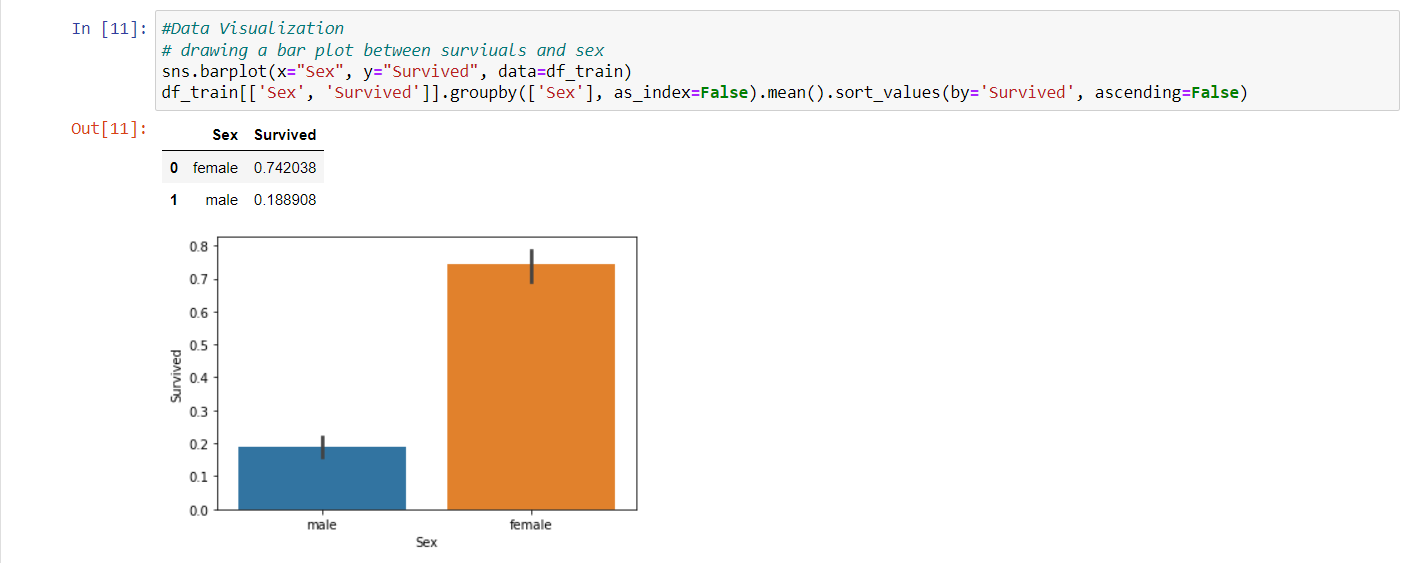 In [11]: #Data Visualization
# drawing a bar plot between surviuals and sex
sns.barplot(x="Sex", y="Survived", data=df_train)
df_train[['Sex', 'Survived']].groupby(['Sex'], as_index=False).mean().sort_values(by='Survived', ascending=False)
Out[11]:
Sex Survived
0 female 0.742038
1 male 0.188908
0.8
0.7
0.6
0.5
0.4
0.3
0.2
0.1
0.0
Survived
male female
Sex